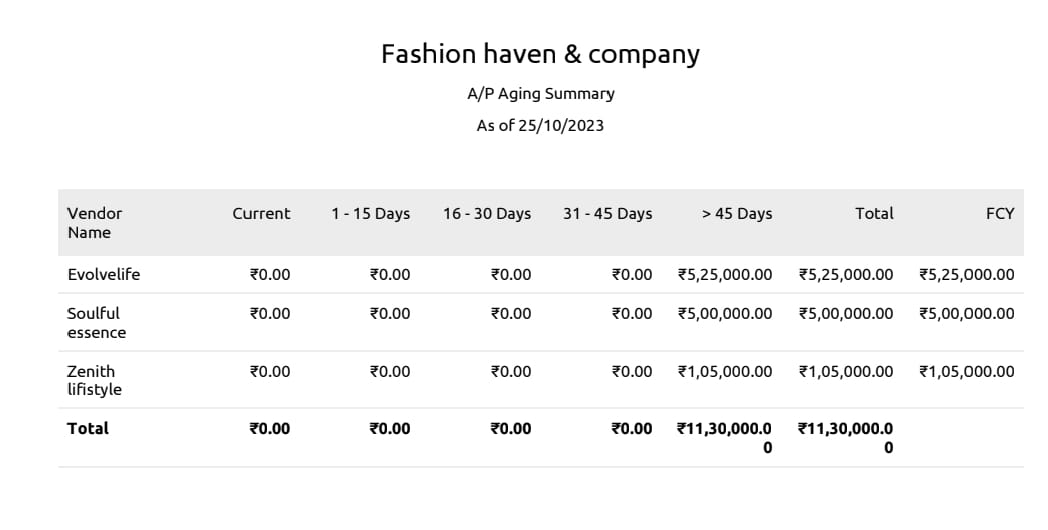 Fashion haven & company
A/P Aging Summary
As of 25/10/2023
Vendor Name Current 1 - 15 Days 16 - 30 Days 31 - 45 Days > 45 Days Total FCY
Evolvelife ₹0.00 ₹0.00 ₹0.00 ₹0.00 ₹5,25,000.00 ₹5,25,000.00 ₹5,25,000.00
Soulful essence ₹0.00 ₹0.00 ₹0.00 ₹0.00 ₹5,00,000.00 ₹5,00,000.00 ₹5,00,000.00
Zenith lifistyle ₹0.00 ₹0.00 ₹0.00 ₹0.00 ₹1,05,000.00 ₹1,05,000.00 ₹1,05,000.00
Total ₹0.00 ₹0.00 ₹0.00 ₹0.00 ₹11,30,000.00 ₹11,30,000.00